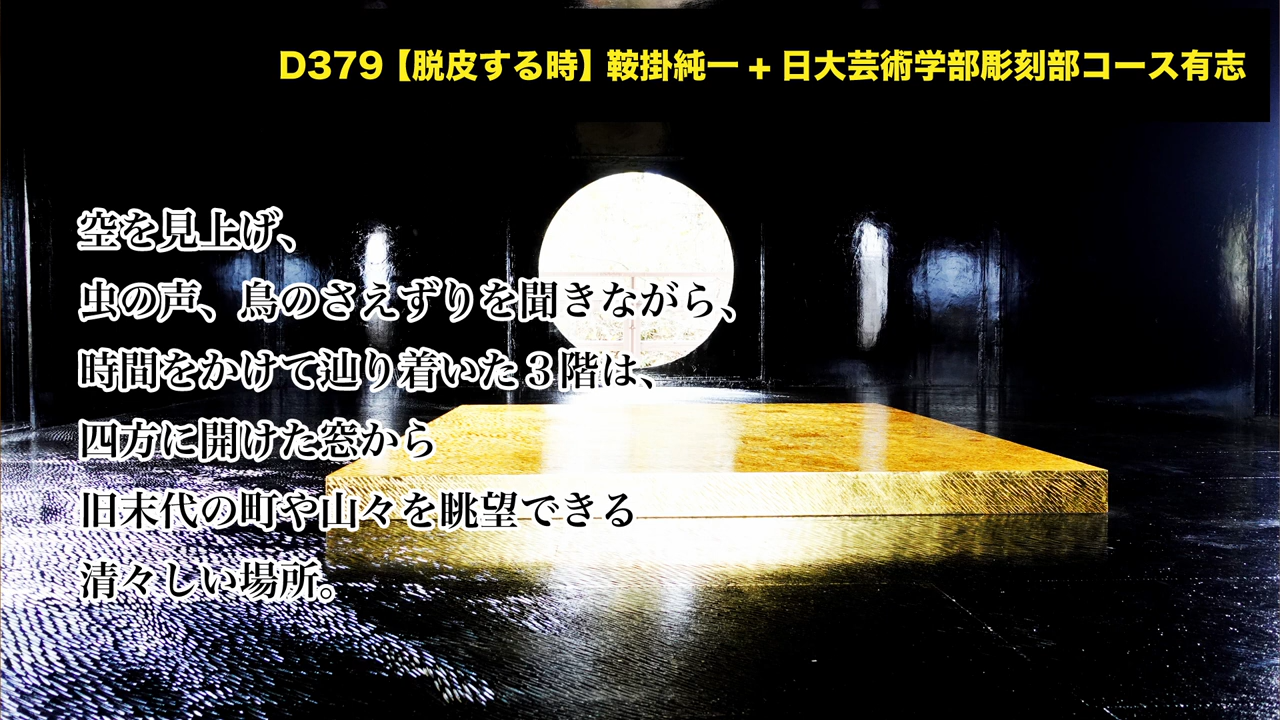 D379【脱皮する時】鞍掛純一 + 日大芸術学部彫刻部コース有志
空を見上げ、
虫の声、鳥のさえずりを聞きながら、
時間をかけて辿り着いた３階は、
四方に開けた窓から
旧末代の町や山々を眺望できる
清々しい場所。